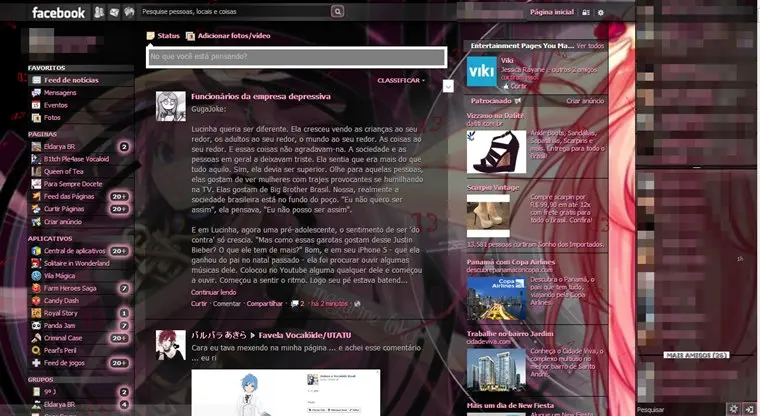 facebook
Pesquise pessoas, locais e coisas
Página inicial
FAVORITOS
Feed de notícias
Mensagens
Eventos
Fotos
PÁGINAS
Eldarya BR 2
B1tch Ple4sse Vocaloid
Queen of Tea
Para Sempre Docete
Feed das Páginas 20+
Curtir Páginas 20+
Criar anúncio
APLICATIVOS
Central de aplicativos 20+
Solitaire in Wonderland
Vila Mágica
Farm Heroes Saga 7
Candy Dash
Royal Story 1
Panda Jam 7
Criminal Case 20+
Pearl's Peril
Feed de jogos 20+
GRUPOS
2
Eldarya BR 4
Status Adicionar fotos/vídeo
No que você está pensando?
CLASSIFICAR
Funcionários da empresa depressiva
GugaJoke:
Lucinha queria ser diferente. Ela cresceu vendo as crianças ao seu
redor, os adultos ao seu redor, o mundo ao seu redor. As coisas ao
seu redor. E essas coisas não agradavam-na. A sociedade e as
pessoas em geral a deixavam triste. Ela sentia que era mais do que
tudo aquilo. Sim, ela devia ser superior. Olhe para aquelas pessoas,
elas gostam de ver mulheres com trajes provocantes se humilhando
na TV. Elas gostam de Big Brother Brasil. Nossa, realmente a
sociedade brasileira está no fundo do poço. "Eu não quero ser
assim", ela pensava, "Eu não posso ser assim".
E em Lucinha, agora uma pré-adolescente, o sentimento de ser 'do
contra' só crescia. "Mas como essas garotas gostam desse Justin
Bieber? O que ele tem de mais?" Bom, e em seu iPhone 5 - que ela
ganhou do pai no natal passado - ela foi procurar ouvir algumas
músicas dele. Colocou no Youtube alguma qualquer dele e começou
a ouvir. Começou a sentir o ritmo. Logo seu pé estava batend...
Continuar lendo
Curtir · Comentar · Compartilhar · 2 · há 2 minutos ·
バルバラ あきら ▶ Favela Vocalóide/UTATU
Cara eu tava mexendo na minha página ... e achei esse comentário
... eu ri
Entertainment Pages You Ma... Ver todos
viki
Viki
Jessica Rayane e outros 2 amigos
curtiram isso.
Curtir
Patrocinado Criar anúncio
Vizzano na Dafiti
dafiti.com.br
Ankle Boots, Sandálias,
Sapatilhas, Scarpins e
mais. Entrega para todo o
Brasil!
Scarpin Vintage
Compre scarpin por
R$ 99,90 em até 12x
com frete grátis para
todo o Brasil. Confira!
13.581 pessoas curtiram Sonho dos Importados.
Panamá com Copa Airlines
descubrepanamaconcopa.com
Copa Airlines
Descubra o Panamá, o
país que tem tudo,
viajando pela Copa
Airlines.
Trabalhe no bairro Jardim
cidadeviva.com
Conheça o Cidade Viva, o
complexo multiuso no
melhor bairro de Santo
André.
Mais um dia de New Fiesta
1h
MAIS AMIGOS (26)
Pesquisar